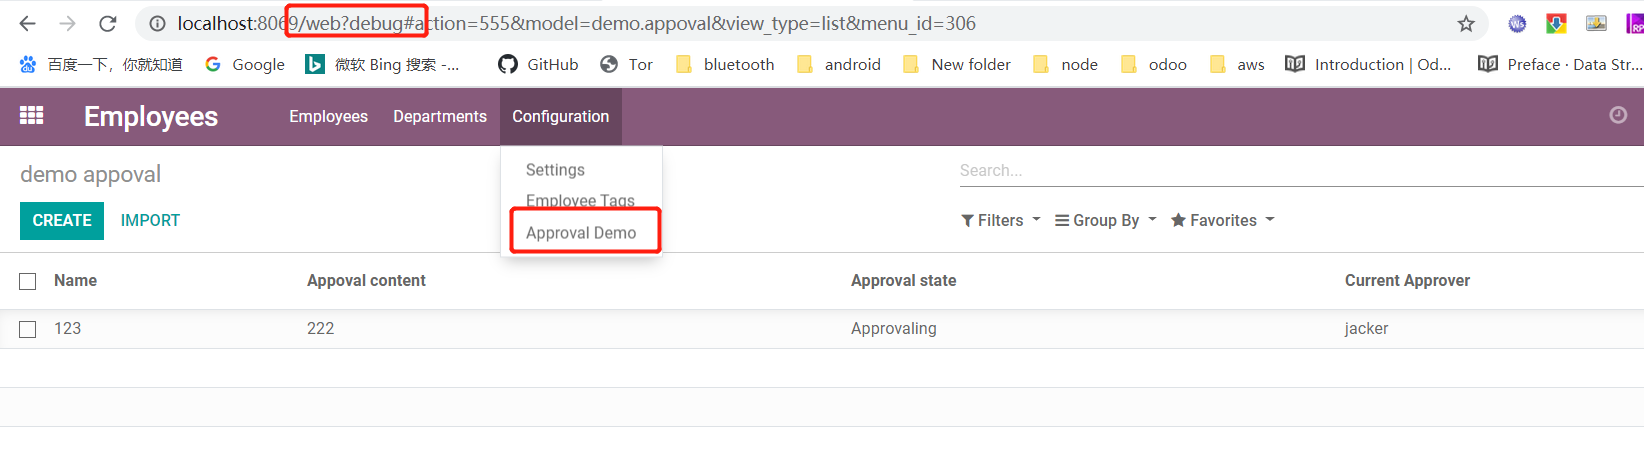 localhost:8069/web?debug#action=555&model=demo.appoval&view_type=list&menu_id=306
百度一下，你就知道 Google 微软 Bing 搜索 -... GitHub Tor bluetooth android New folder node odoo aws Introduction | Od... Preface · Data Str...
Employees Employees Departments Configuration
demo appoval Settings Search...
Employee Tags
CREATE IMPORT Filters Group By Favorites
Approval Demo
Name Appoval content Approval state Current Approver
123 222 Approvaling jacker